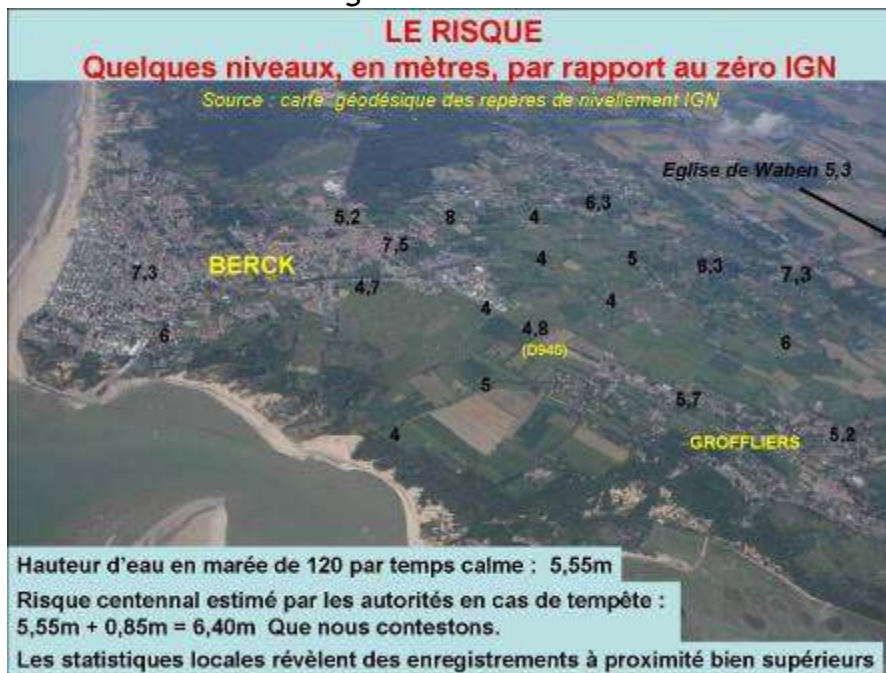 LE RISQUE
Quelques niveaux, en mètres, par rapport au zéro IGN
Source : carte géodésique des repères de nivellement IGN
Eglise de Waben 5,3
6,3
5,2
8
4
7,5
4
5
6,3
7,3
7,3
BERCK
4,7
4
4
4,8
(D940)
6
6
5
5,7
4
GROFFLIERS
5,2
Hauteur d'eau en marée de 120 par temps calme : 5,55m
Risque centennal estimé par les autorités en cas de tempête :
5,55m + 0,85m = 6,40m Que nous contestons.
Les statistiques locales révèlent des enregistrements à proximité bien supérieurs